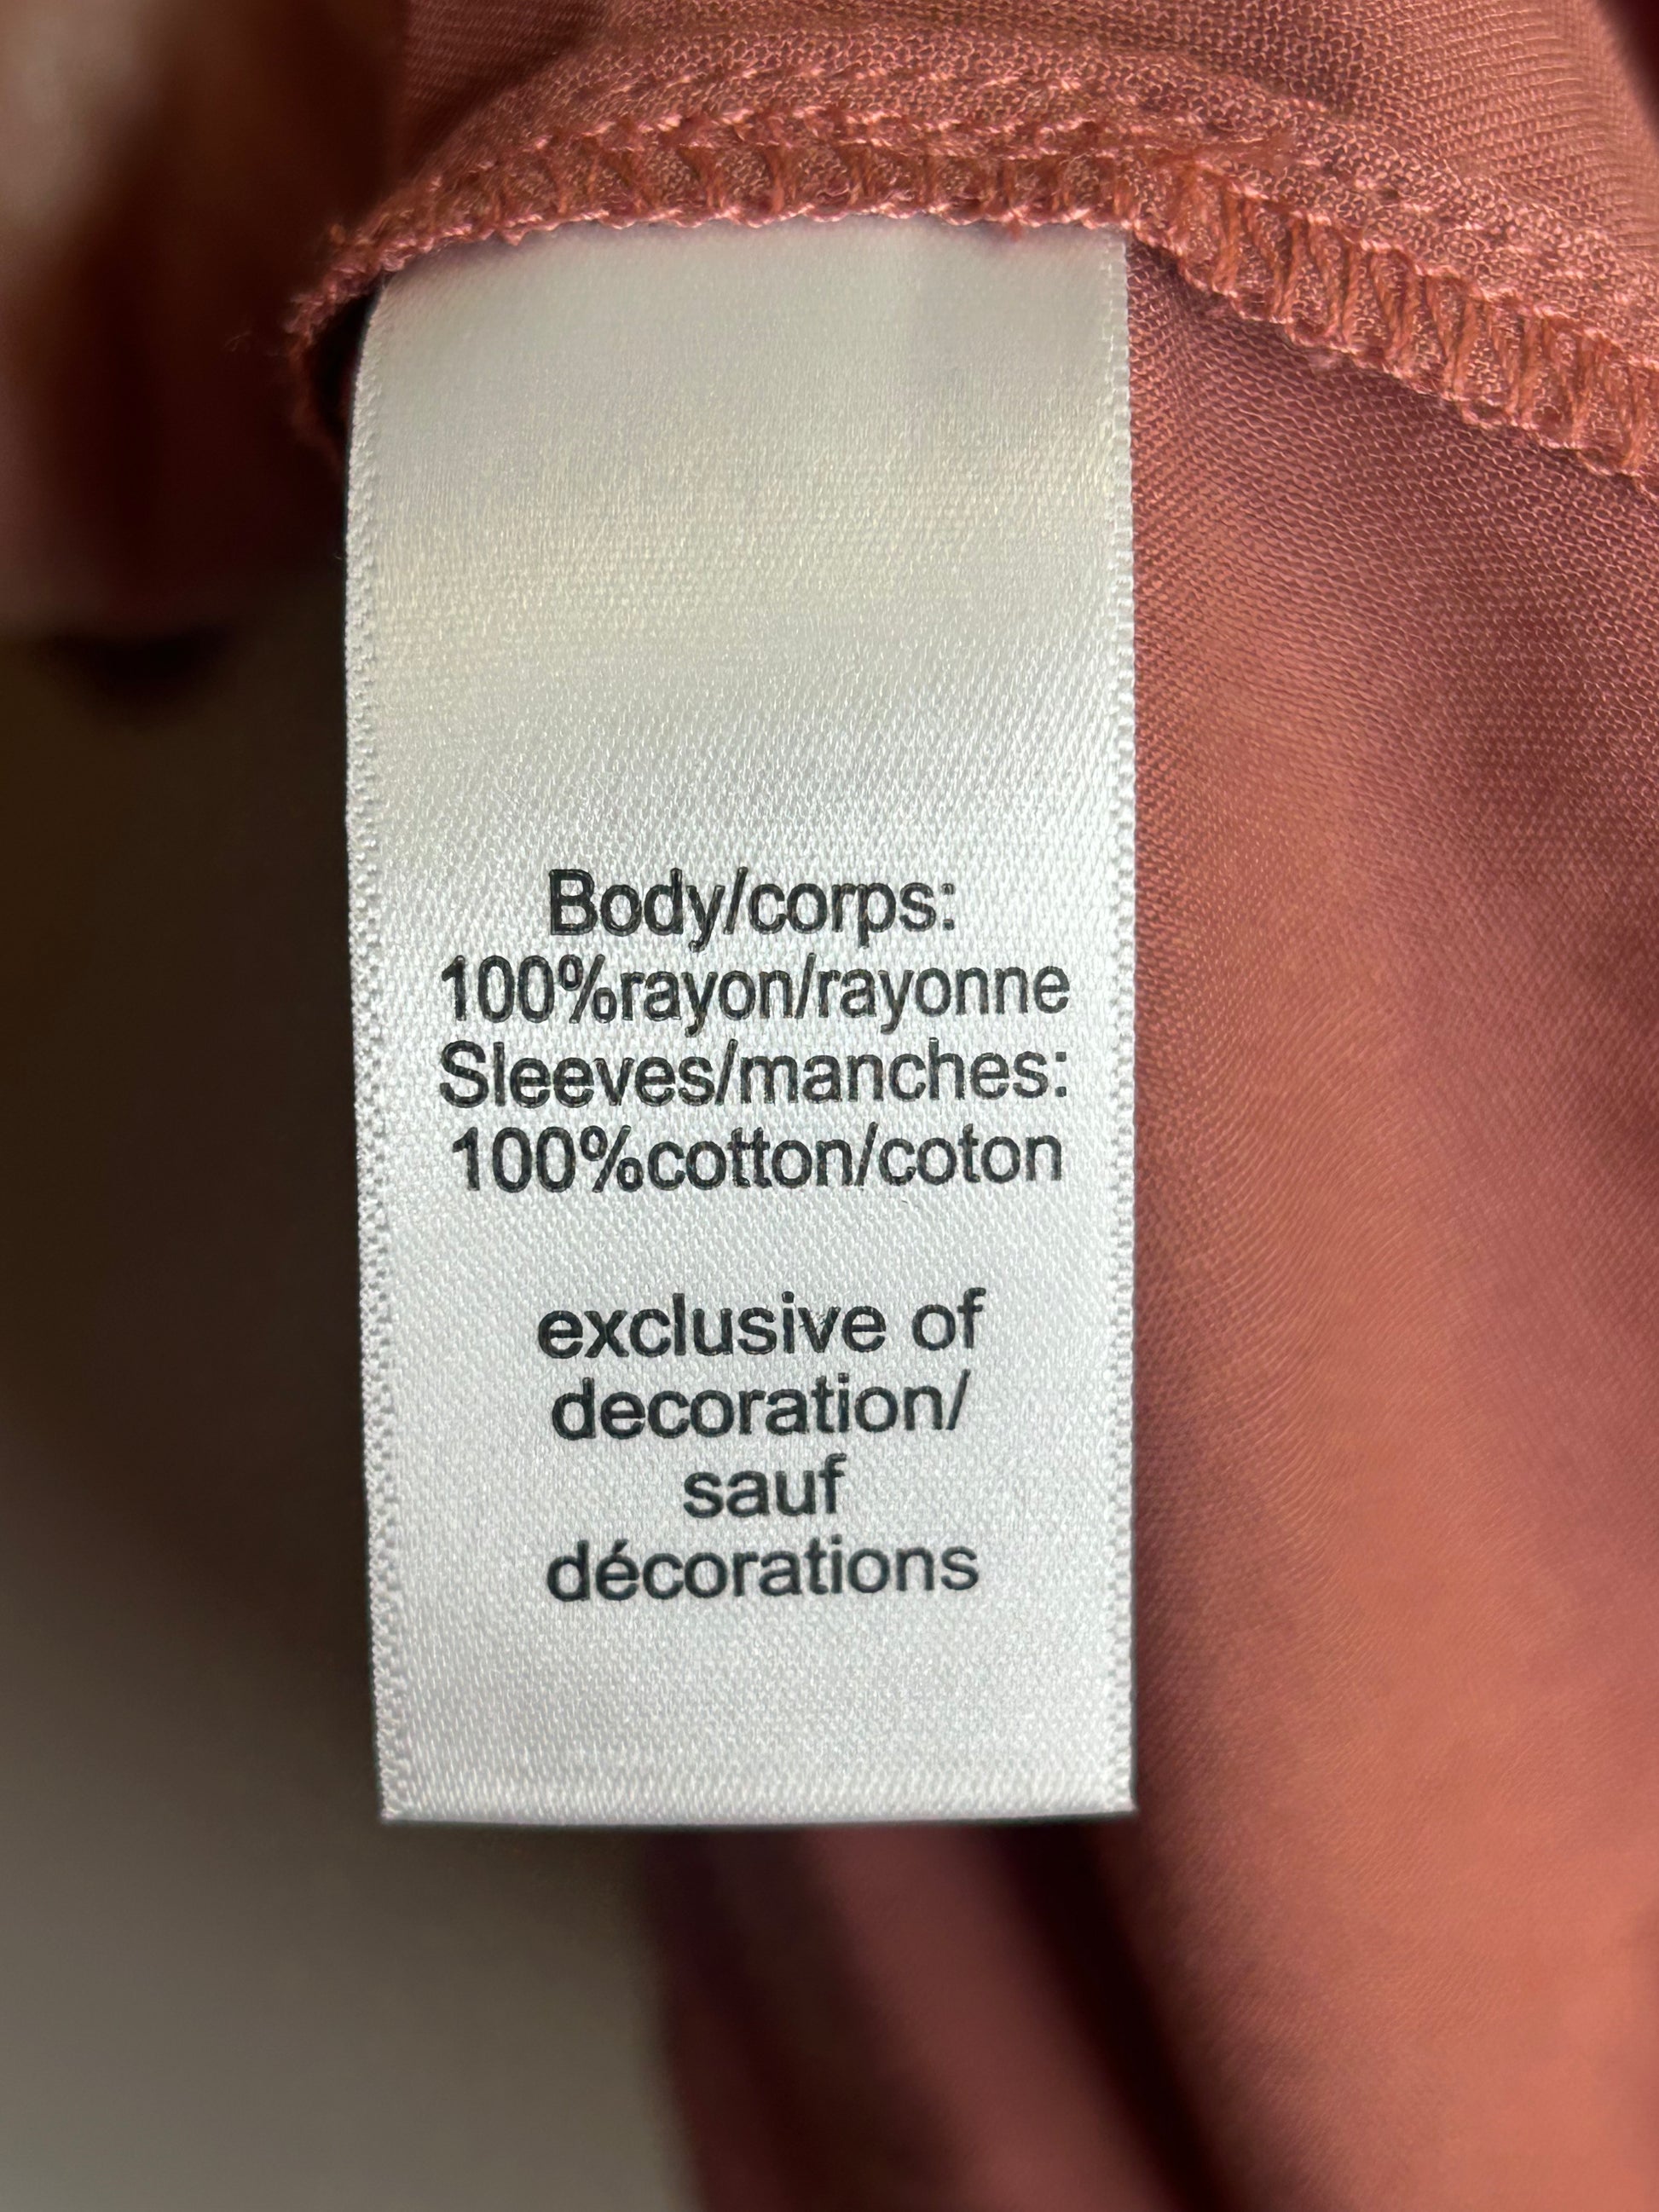 Body/corps:
100%rayon/rayonne
Sleeves/manches:
100%cotton/coton
exclusive of
decoration/
sauf
décorations